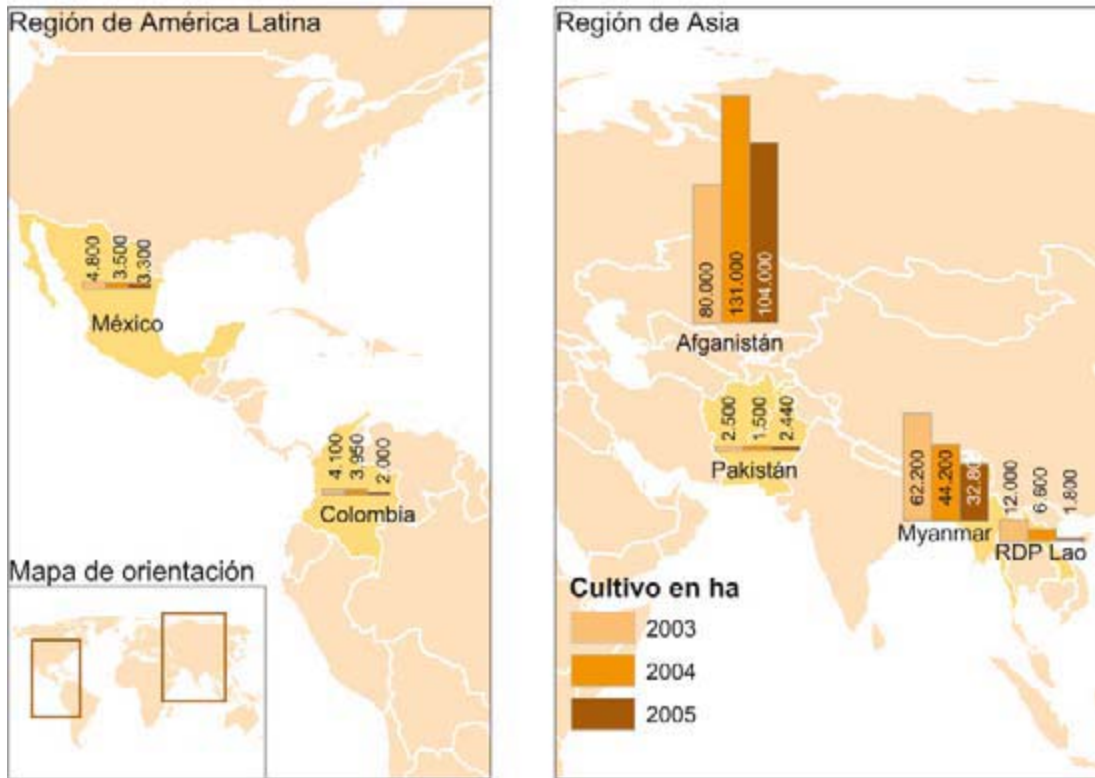 Región de América Latina
4.800
3.500
3.300
México
4.100
3.950
2.000
Colombia
Mapa de orientación
Región de Asia
80.000
131.000
104.000
Afganistán
2.500
1.500
2.440
Pakistán
62.200
44.200
32.80
Myanmar
12.000
6.600
1.800
RDP Lao
Cultivo en ha
2003
2004
2005